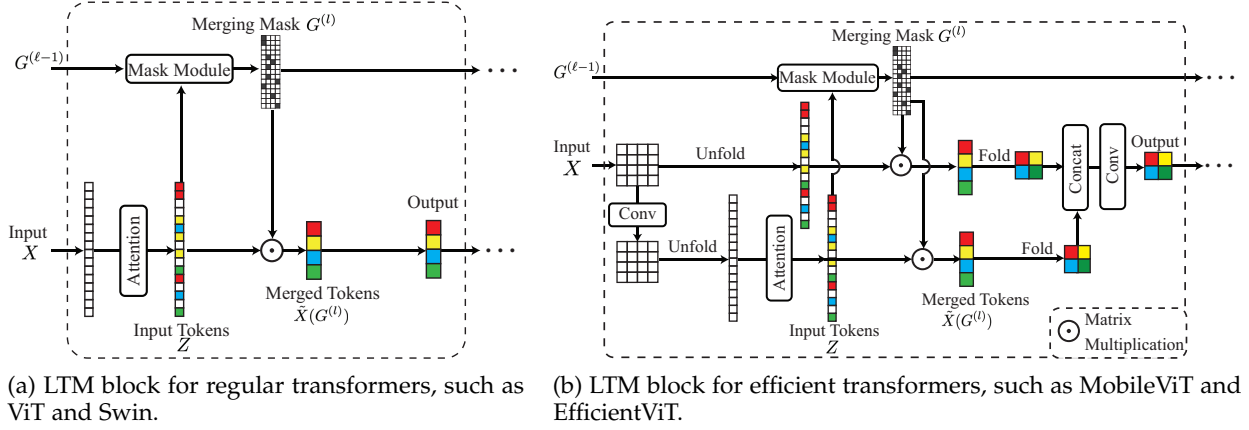 Merging Mask G^(l)
G^(ℓ−1)
Mask Module
· · ·
Input
X
Attention
Output
· · ·
Merged Tokens
X̃(G^(l))
Input Tokens
Z
(a) LTM block for regular transformers, such as
ViT and Swin.
Merging Mask G^(l)
G^(ℓ−1)
Mask Module
· · ·
Input
X
Unfold
Fold
Concat
Conv
Output
· · ·
Conv
Unfold
Attention
Fold
Merged Tokens
X̃(G^(l))
Input Tokens
Z
Matrix
Multiplication
(b) LTM block for efficient transformers, such as MobileViT and
EfficientViT.